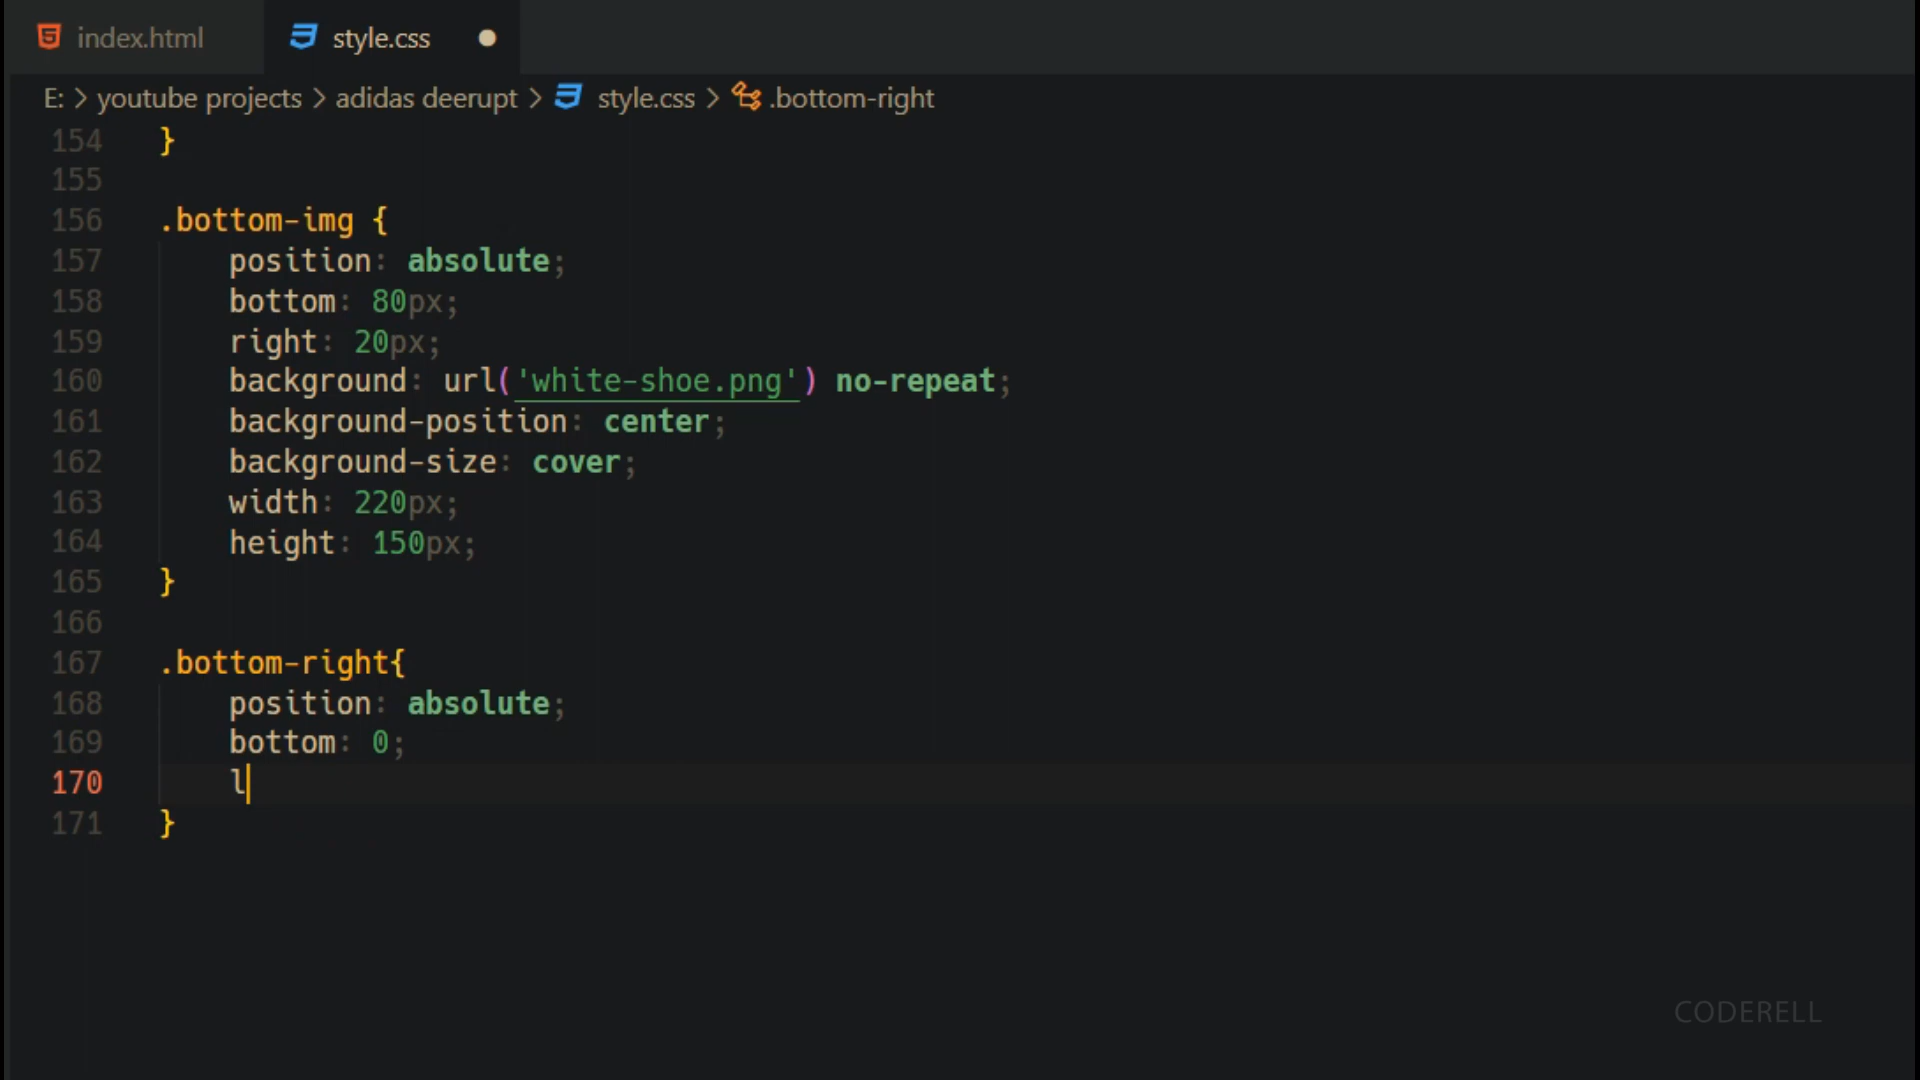 index.html style.css
E: > youtube projects > adidas deerupt > style.css > .bottom-right
154 }
155
156 .bottom-img {
157 position: absolute;
158 bottom: 80px;
159 right: 20px;
160 background: url('white-shoe.png') no-repeat;
161 background-position: center;
162 background-size: cover;
163 width: 220px;
164 height: 150px;
165 }
166
167 .bottom-right{
168 position: absolute;
169 bottom: 0;
170 l
171 }
CODERELL